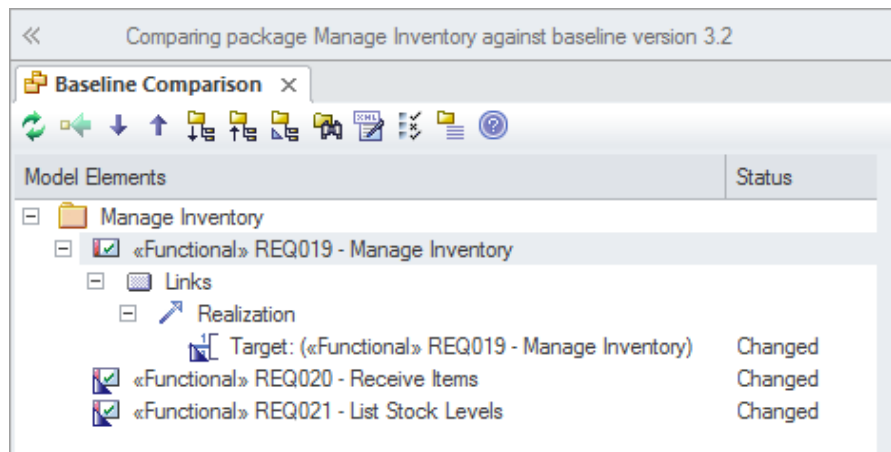 Comparing package Manage Inventory against baseline version 3.2
Baseline Comparison
Model Elements Status
Manage Inventory
«Functional» REQ019 - Manage Inventory
Links
Realization
Target: («Functional» REQ019 - Manage Inventory) Changed
«Functional» REQ020 - Receive Items Changed
«Functional» REQ021 - List Stock Levels Changed